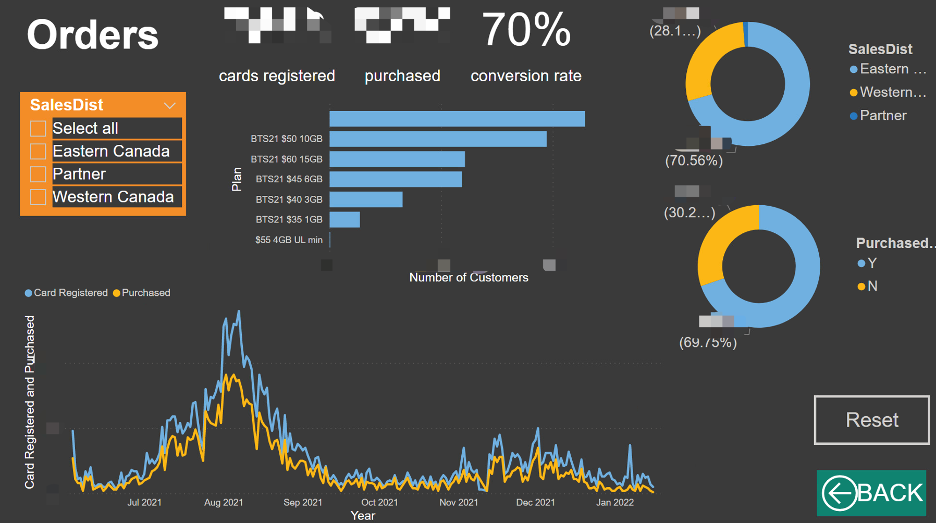 Orders
70%
cards registered
purchased
conversion rate
SalesDist
Select all
Eastern Canada
Partner
Western Canada
Plan
BTS21 $50 10GB
BTS21 $60 15GB
BTS21 $45 6GB
BTS21 $40 3GB
BTS21 $35 1GB
$55 4GB UL min
Number of Customers
(28.1...)
(70.56%)
SalesDist
Eastern ...
Western...
Partner
(30.2...)
(69.75%)
Purchased...
Y
N
Card Registered
Purchased
Card Registered and Purchased
Jul 2021
Aug 2021
Sep 2021
Oct 2021
Nov 2021
Dec 2021
Jan 2022
Year
Reset
BACK